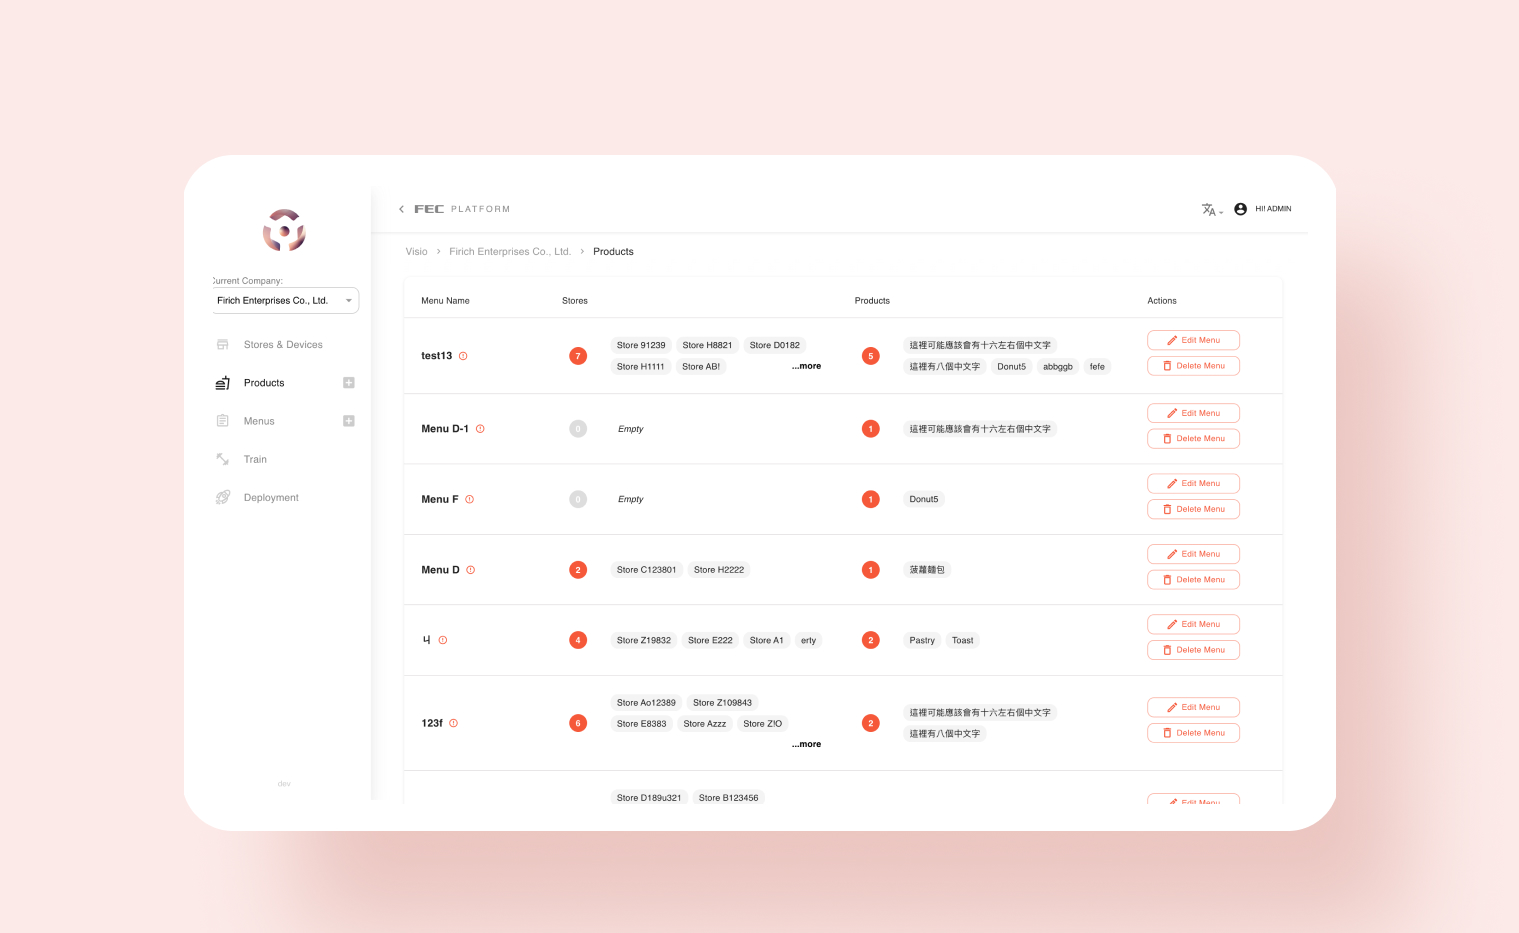 FEC PLATFORM
HI! ADMIN
Current Company:
Firich Enterprises Co., Ltd.
Stores & Devices
Products
Menus
Train
Deployment
dev
Visio > Firich Enterprises Co., Ltd. > Products
Menu Name Stores Products Actions
test13
7
Store 91239 Store H8821 Store D0182
Store H1111 Store AB! ...more
5
這裡可能應該會有十六左右個中文字
這裡有八個中文字 Donut5 abbggb fefe
Edit Menu
Delete Menu
Menu D-1
0
Empty
1
這裡可能應該會有十六左右個中文字
Edit Menu
Delete Menu
Menu F
0
Empty
1
Donut5
Edit Menu
Delete Menu
Menu D
2
Store C123801 Store H2222
1
菠蘿麵包
Edit Menu
Delete Menu
니
4
Store Z19832 Store E222 Store A1 erty
2
Pastry Toast
Edit Menu
Delete Menu
123f
6
Store Ao12389 Store Z109843
Store E8383 Store Azzz Store Z!O
...more
2
這裡可能應該會有十六左右個中文字
這裡有八個中文字
Edit Menu
Delete Menu
Store D189u321 Store B123456
Edit Menu